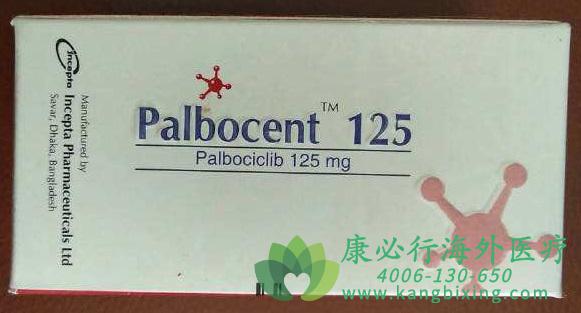 Palbocent™ 125
Palbociclib 125 mg
incepta
Manufactured by
Incepta Pharmaceuticals Ltd
Savar, Dhaka, Bangladesh
康必行海外医疗
4006-130-650
www.kangbixing.com